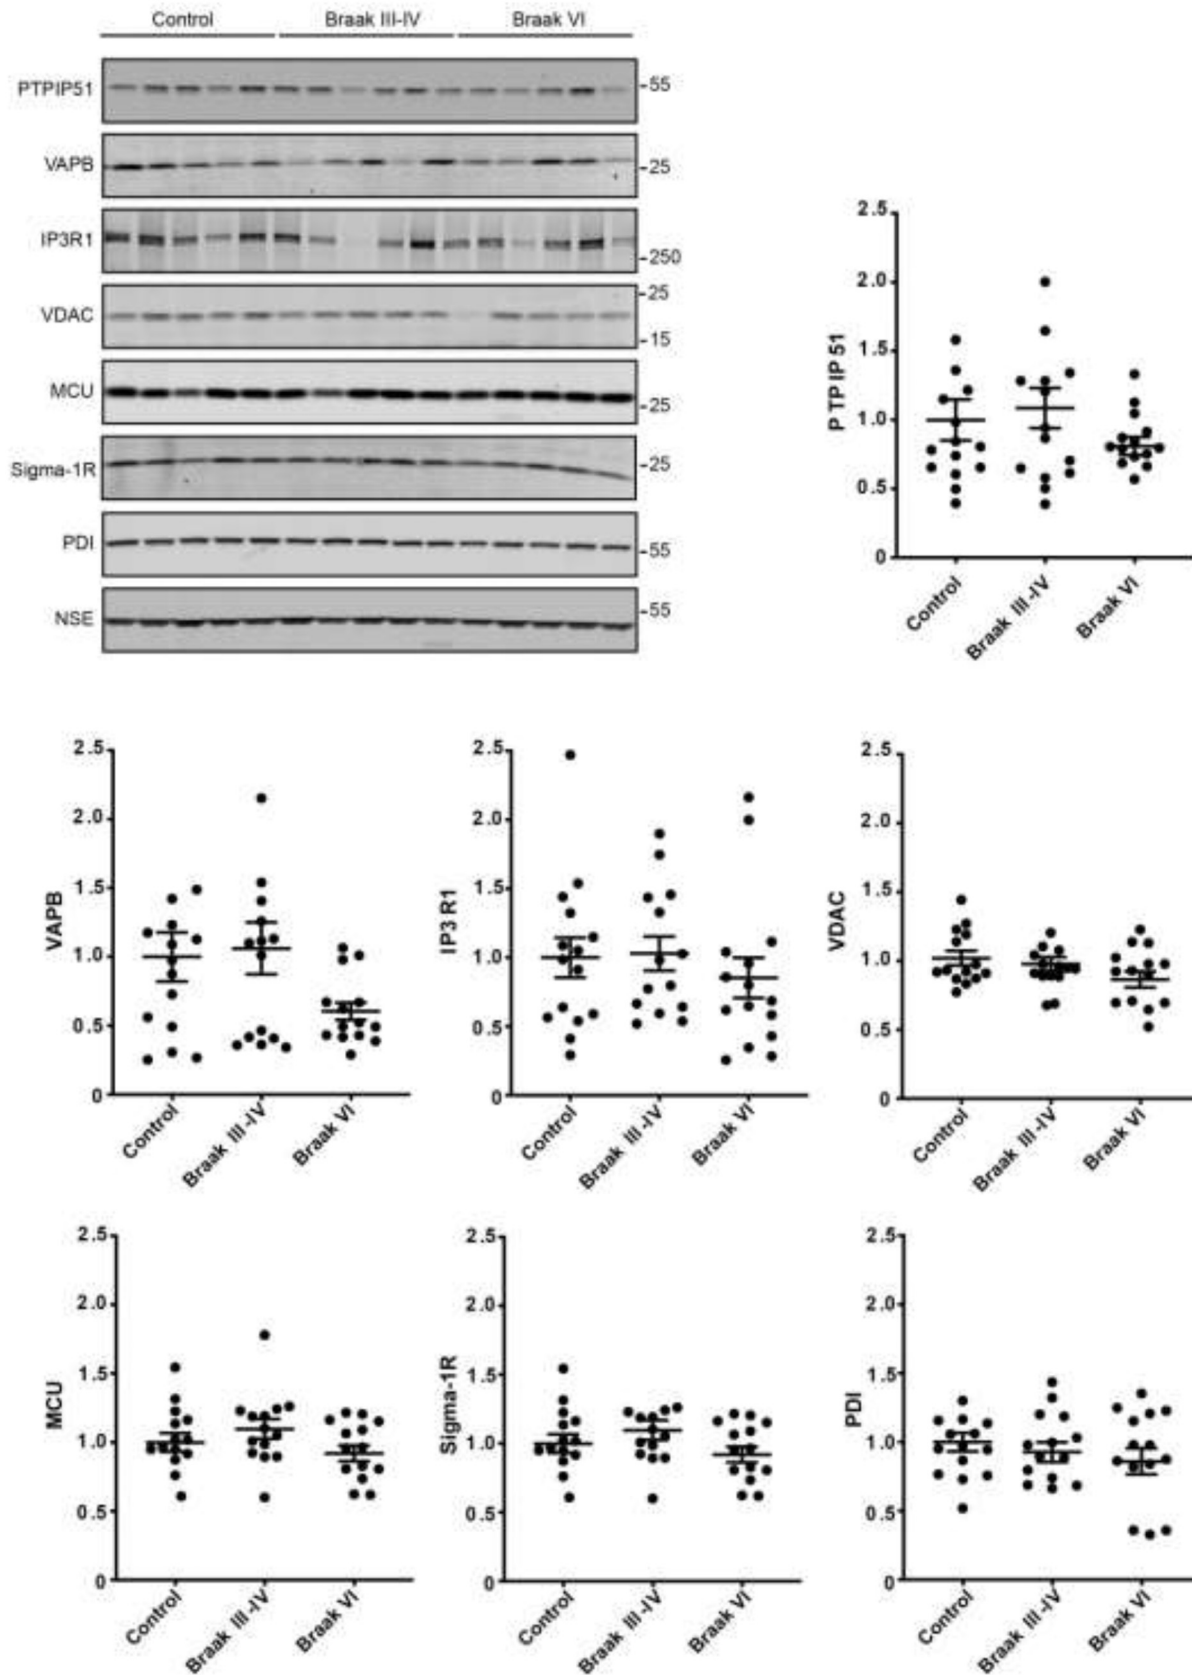 Control Braak III-IV Braak VI
PTPIP51 -55
VAPB -25
IP3R1 -250
VDAC -25
-15
MCU -25
Sigma-1R -25
PDI -55
NSE -55
PTPIP51
2.5
2.0
1.5
1.0
0.5
0
Control Braak III-IV Braak VI
VAPB
2.5
2.0
1.5
1.0
0.5
0
Control Braak III-IV Braak VI
IP3R1
2.5
2.0
1.5
1.0
0.5
0
Control Braak III-IV Braak VI
VDAC
2.5
2.0
1.5
1.0
0.5
0
Control Braak III-IV Braak VI
MCU
2.5
2.0
1.5
1.0
0.5
0
Control Braak III-IV Braak VI
Sigma-1R
2.5
2.0
1.5
1.0
0.5
0
Control Braak III-IV Braak VI
PDI
2.5
2.0
1.5
1.0
0.5
0
Control Braak III-IV Braak VI